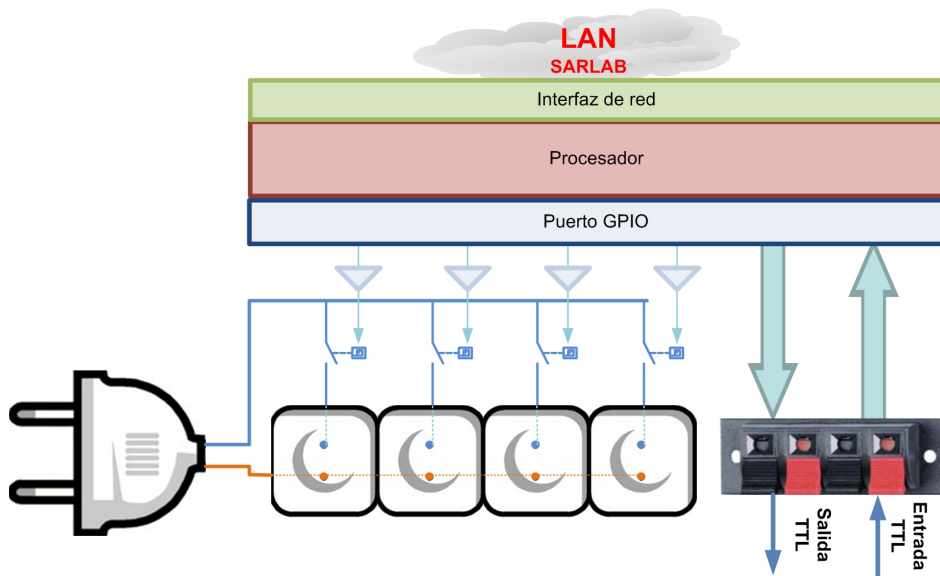 LAN
SARLAB
Interfaz de red
Procesador
Puerto GPIO
Salida
TTL
Entrada
TTL